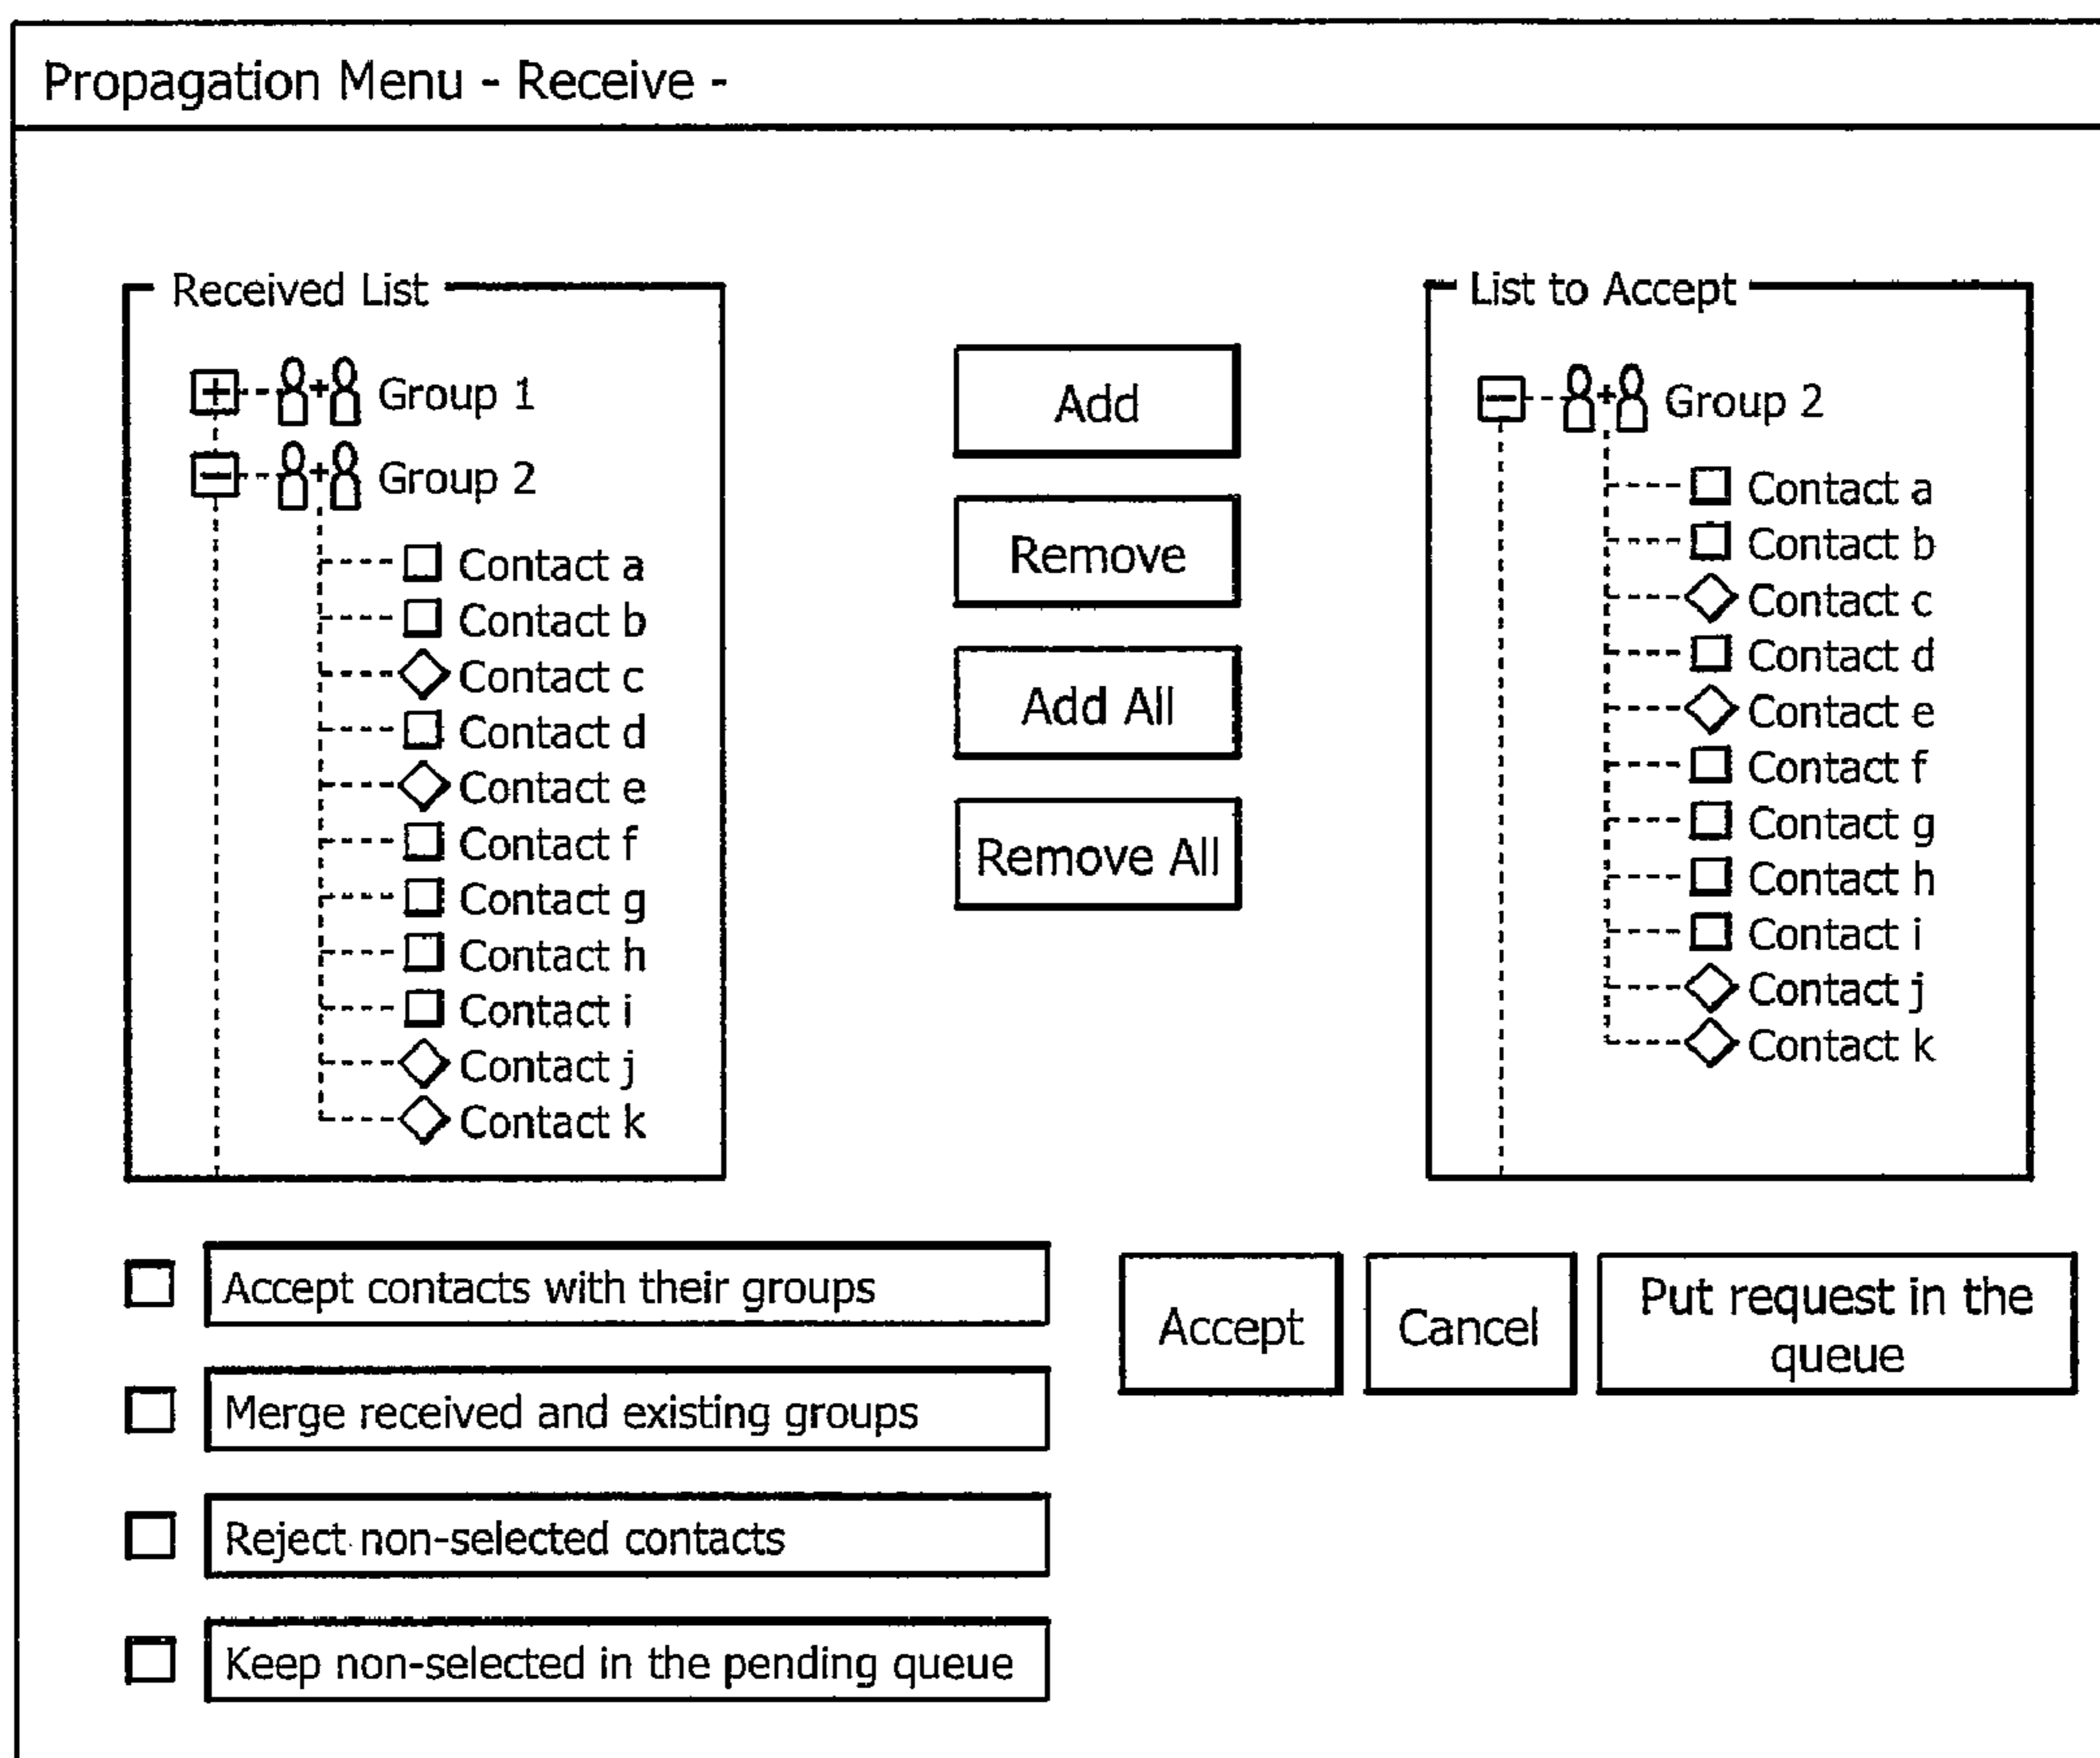 Propagation Menu - Receive -
Received List
Group 1
Group 2
Contact a
Contact b
Contact c
Contact d
Contact e
Contact f
Contact g
Contact h
Contact i
Contact j
Contact k
Add
Remove
Add All
Remove All
List to Accept
Group 2
Contact a
Contact b
Contact c
Contact d
Contact e
Contact f
Contact g
Contact h
Contact i
Contact j
Contact k
Accept contacts with their groups
Merge received and existing groups
Reject non-selected contacts
Keep non-selected in the pending queue
Accept
Cancel
Put request in the
queue